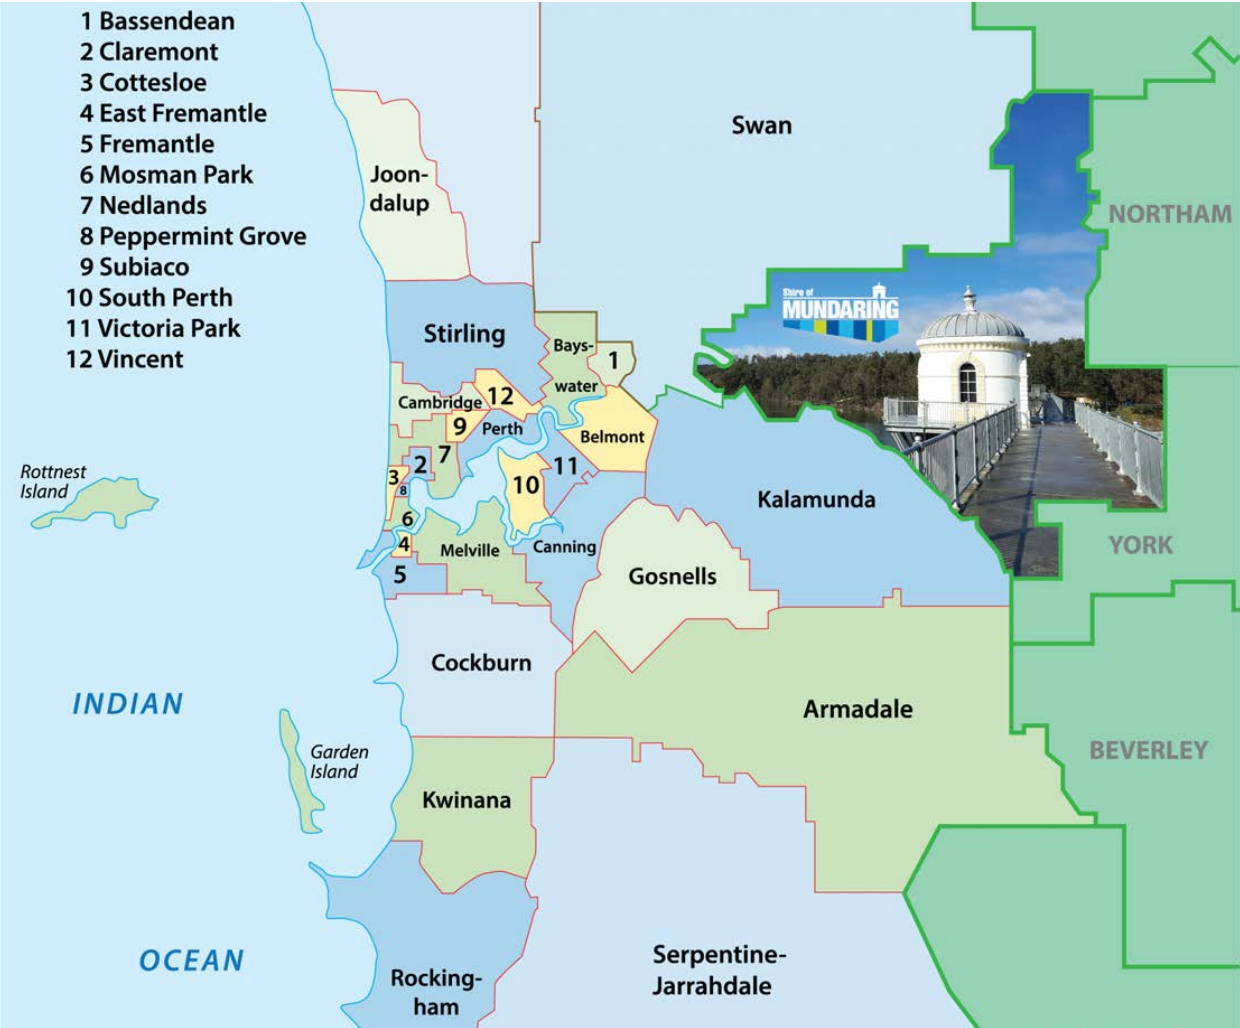 1 Bassendean
2 Claremont
3 Cottesloe
4 East Fremantle
5 Fremantle
6 Mosman Park
7 Nedlands
8 Peppermint Grove
9 Subiaco
10 South Perth
11 Victoria Park
12 Vincent
Swan
Joon-
dalup
NORTHAM
Shire of
MUNDARING
Stirling
Bays-
water
1
Cambridge
12
9
Perth
Belmont
7
2
11
3
8
10
Rottnest
Island
Kalamunda
6
4
Melville
Canning
YORK
5
Gosnells
Cockburn
INDIAN
Armadale
Garden
Island
BEVERLEY
Kwinana
OCEAN
Serpentine-
Jarrahdale
Rocking-
ham